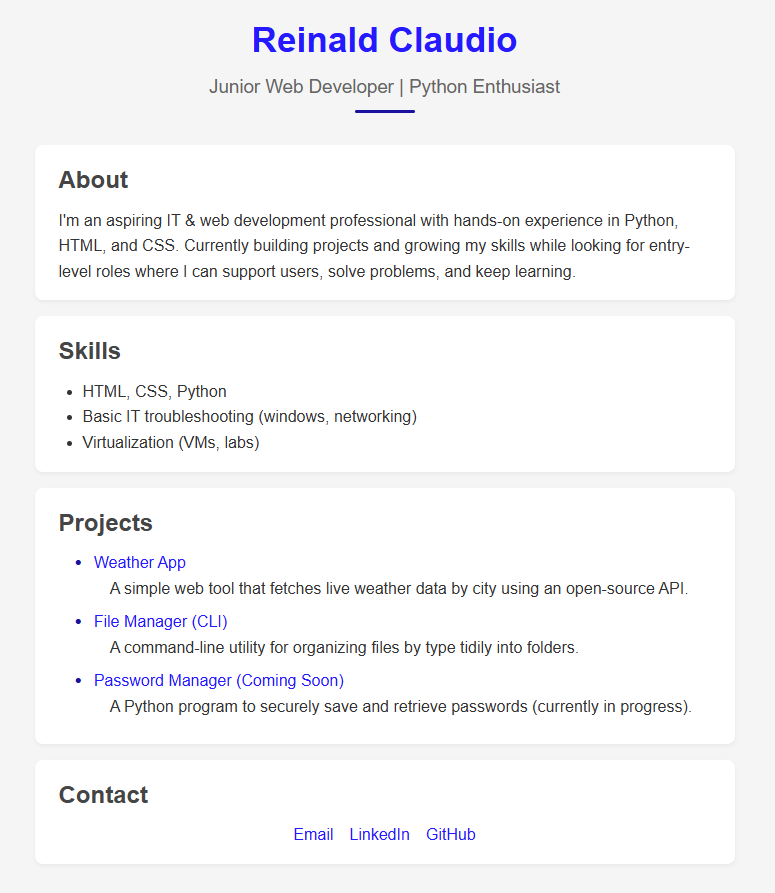 Reinald Claudio
Junior Web Developer | Python Enthusiast
About
I'm an aspiring IT & web development professional with hands-on experience in Python,
HTML, and CSS. Currently building projects and growing my skills while looking for entry-
level roles where I can support users, solve problems, and keep learning.
Skills
• HTML, CSS, Python
• Basic IT troubleshooting (windows, networking)
• Virtualization (VMs, labs)
Projects
• Weather App
A simple web tool that fetches live weather data by city using an open-source API.
• File Manager (CLI)
A command-line utility for organizing files by type tidily into folders.
• Password Manager (Coming Soon)
A Python program to securely save and retrieve passwords (currently in progress).
Contact
Email LinkedIn GitHub